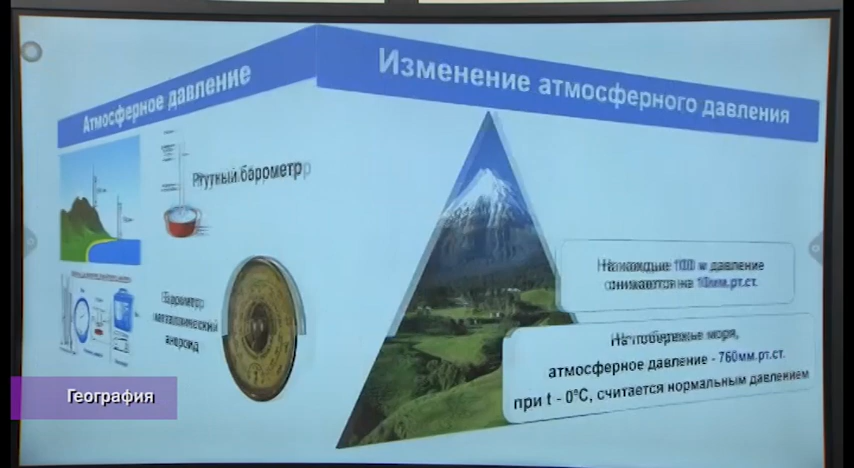 Атмосферное давление
Изменение атмосферного давления
Ртутный барометр
Барометр
металлический
анероид
На каждые 100 м давление
снижается на 10мм.рт.ст.
На побережье моря,
атмосферное давление - 760мм.рт.ст.
при t - 0°C, считается нормальным давлением
География